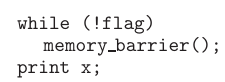 while (!flag)
memory_barrier();
print x;